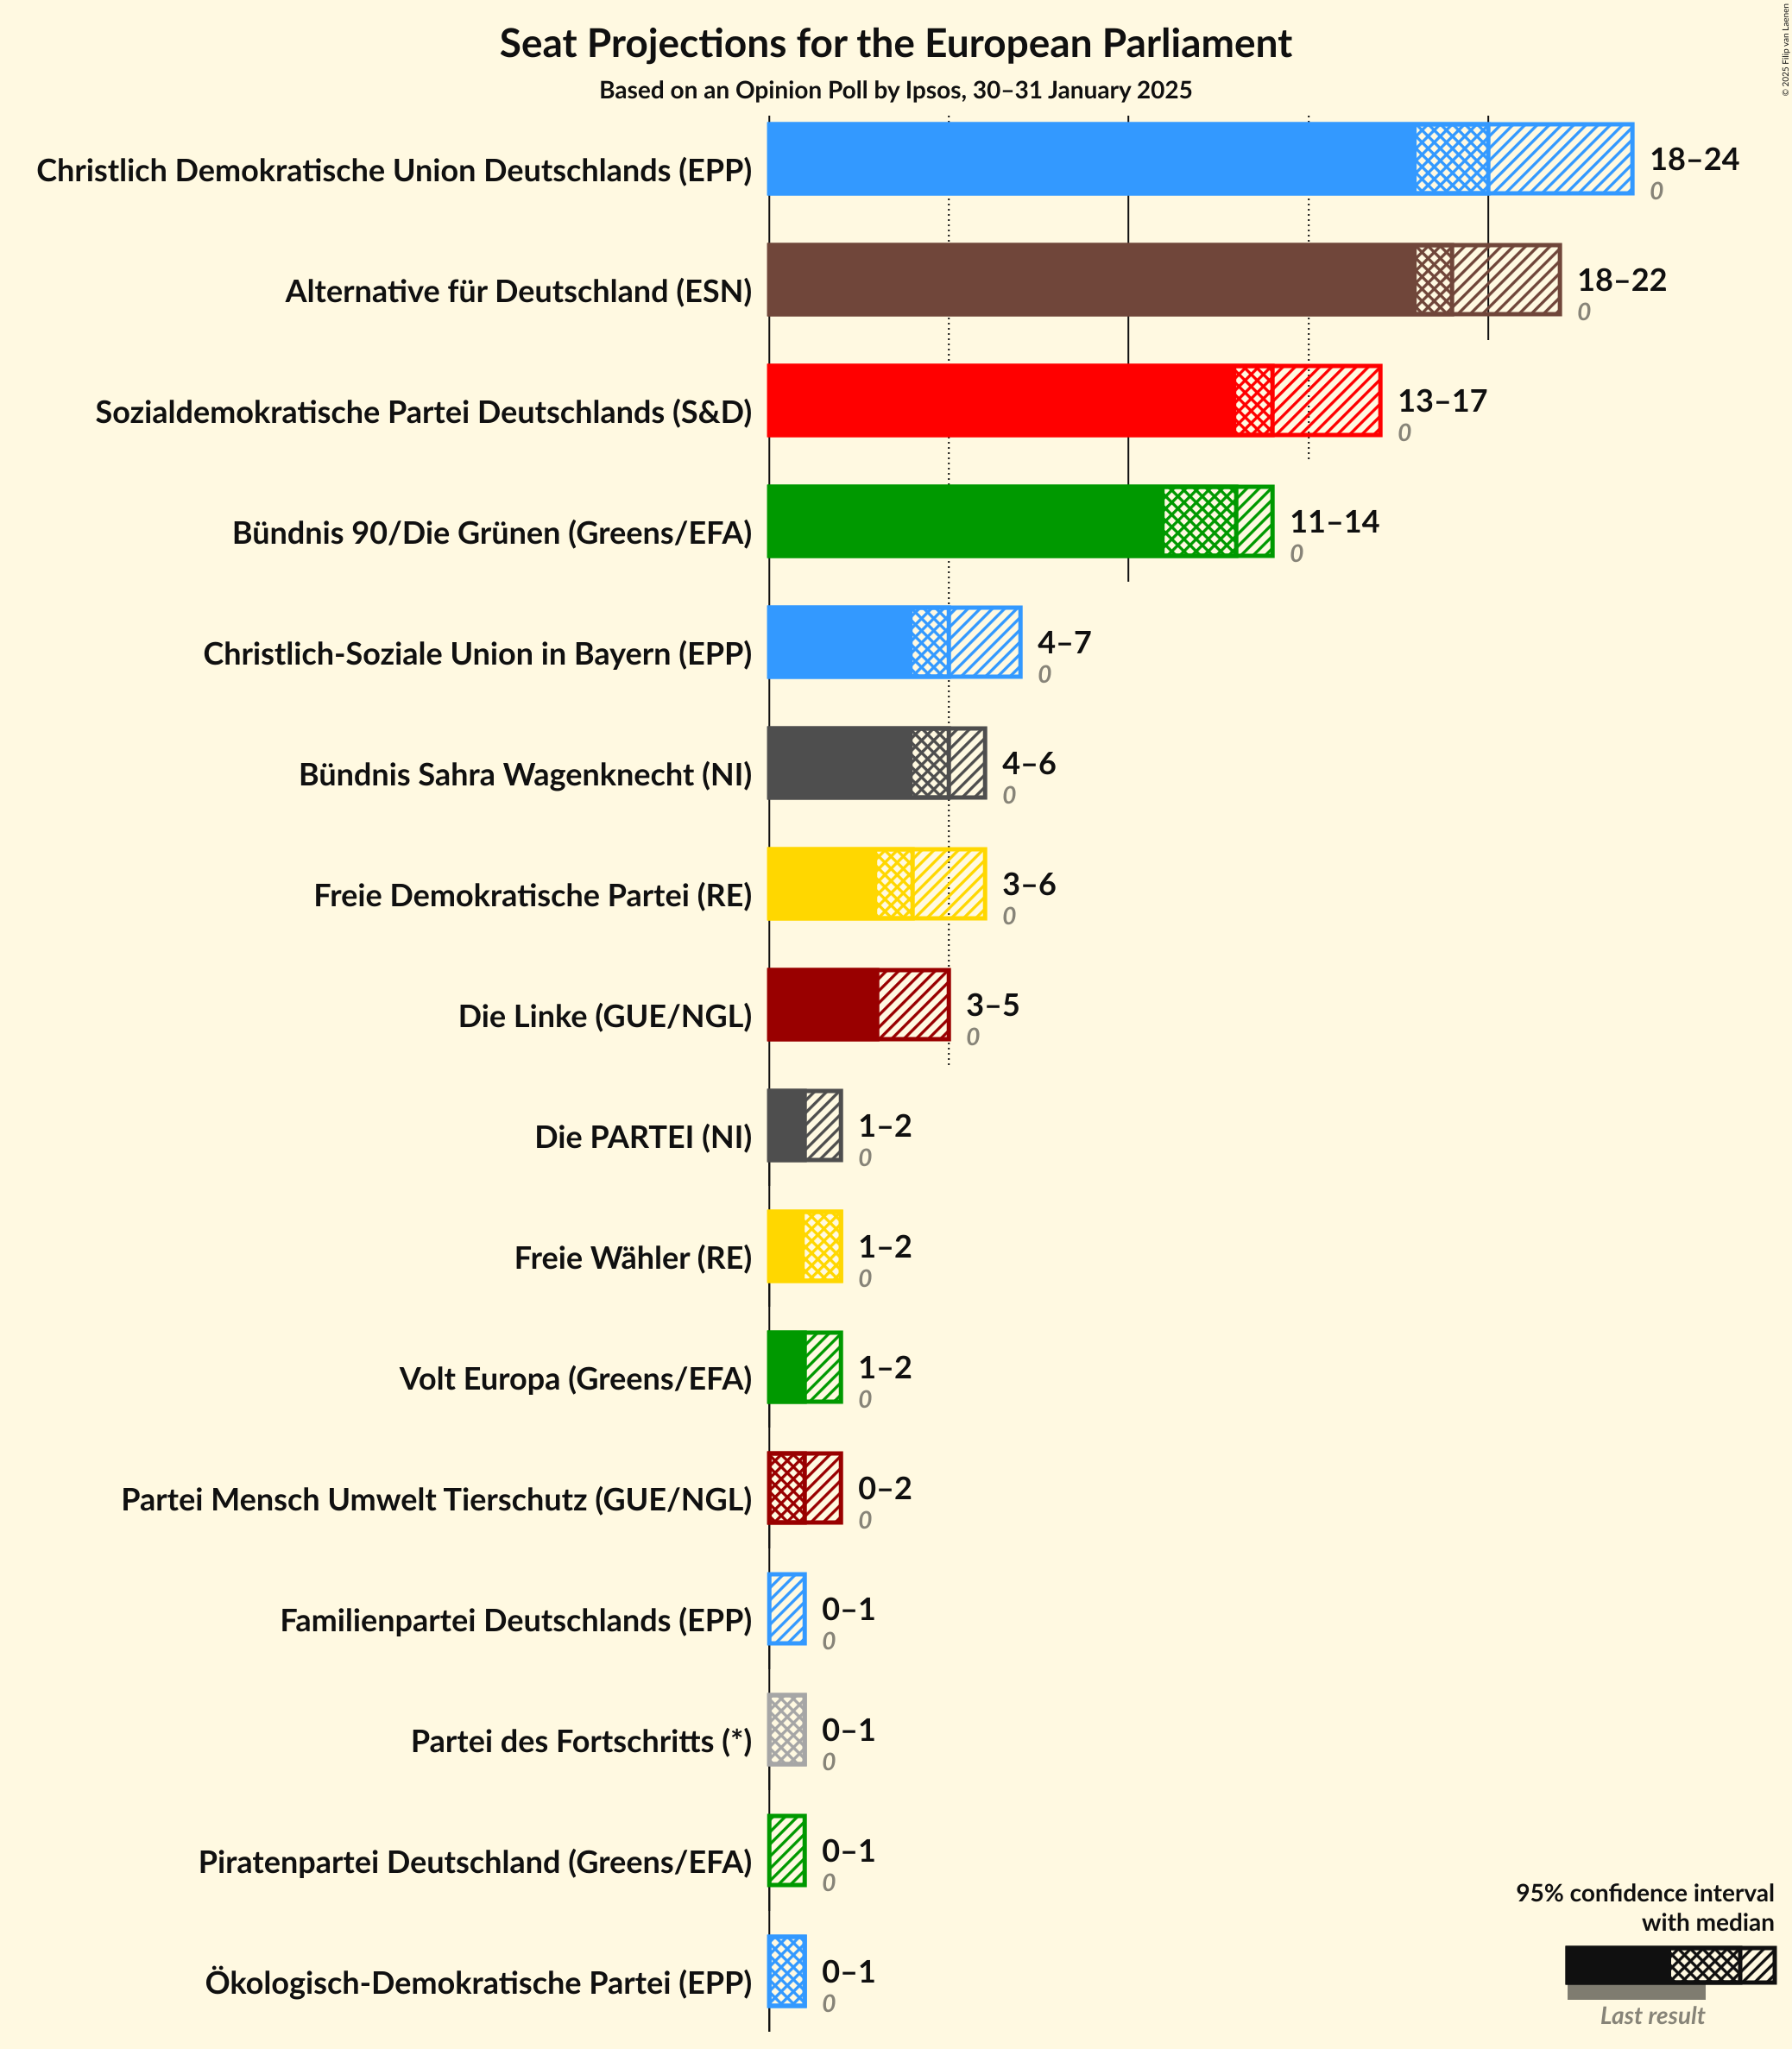 Seat Projections for the European Parliament
Based on an Opinion Poll by Ipsos, 30–31 January 2025
© 2025 Filip van Laenen
Christlich Demokratische Union Deutschlands (EPP)
18–24
0
Alternative für Deutschland (ESN)
18–22
0
Sozialdemokratische Partei Deutschlands (S&D)
13–17
0
Bündnis 90/Die Grünen (Greens/EFA)
11–14
0
Christlich-Soziale Union in Bayern (EPP)
4–7
0
Bündnis Sahra Wagenknecht (NI)
4–6
0
Freie Demokratische Partei (RE)
3–6
0
Die Linke (GUE/NGL)
3–5
0
Die PARTEI (NI)
1–2
0
Freie Wähler (RE)
1–2
0
Volt Europa (Greens/EFA)
1–2
0
Partei Mensch Umwelt Tierschutz (GUE/NGL)
0–2
0
Familienpartei Deutschlands (EPP)
0–1
0
Partei des Fortschritts (*)
0–1
0
Piratenpartei Deutschland (Greens/EFA)
0–1
0
Ökologisch-Demokratische Partei (EPP)
0–1
0
95% confidence interval
with median
Last result